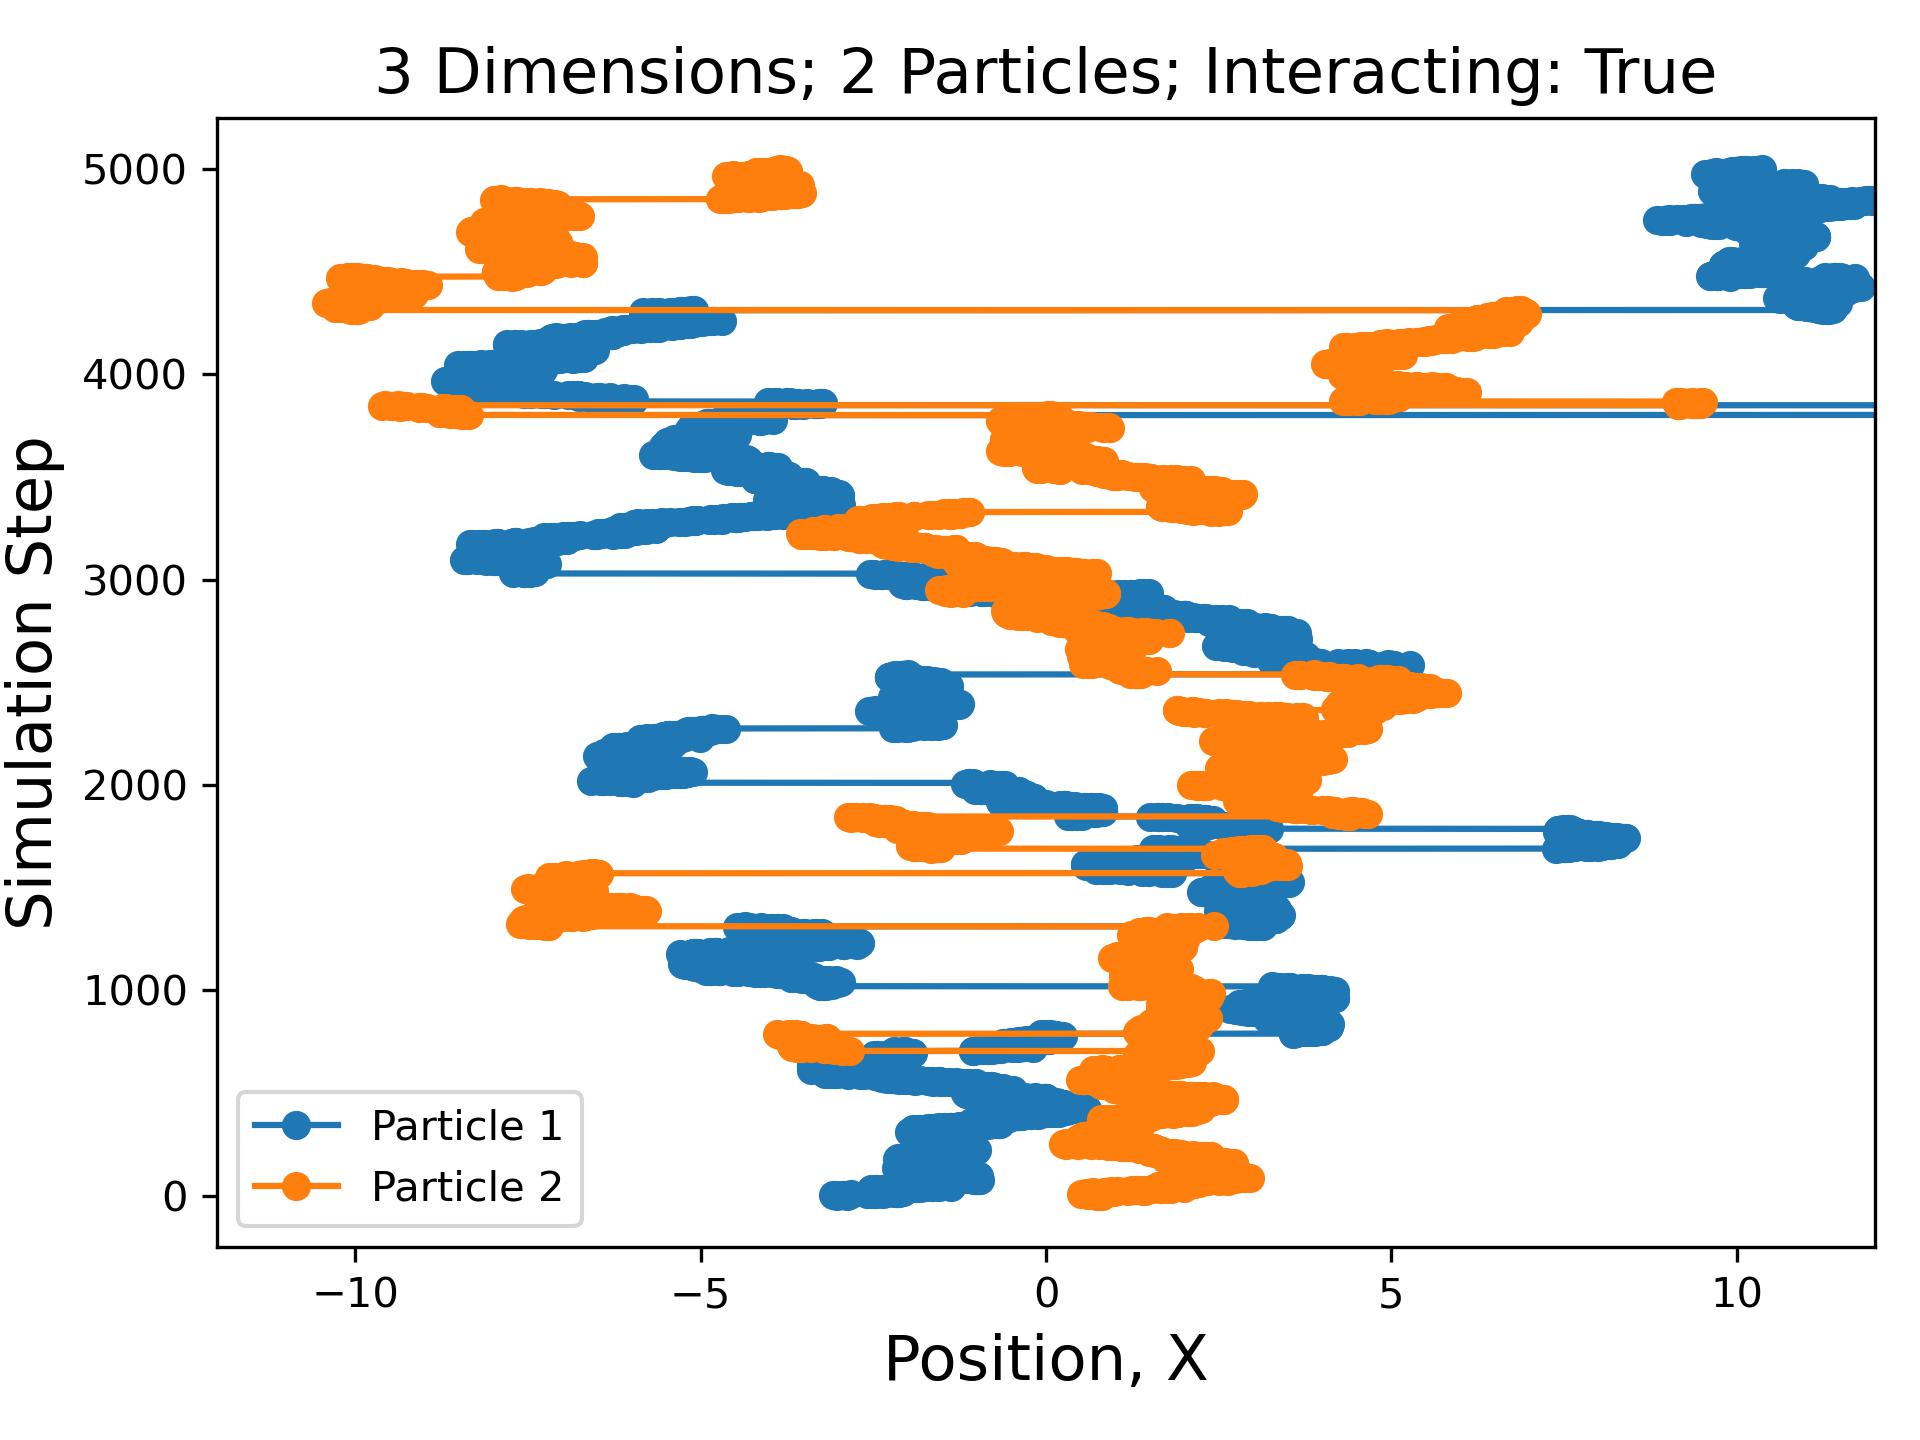 3 Dimensions; 2 Particles; Interacting: True
Simulation Step
5000
4000
3000
2000
1000
0
Particle 1
Particle 2
−10
−5
0
5
10
Position, X